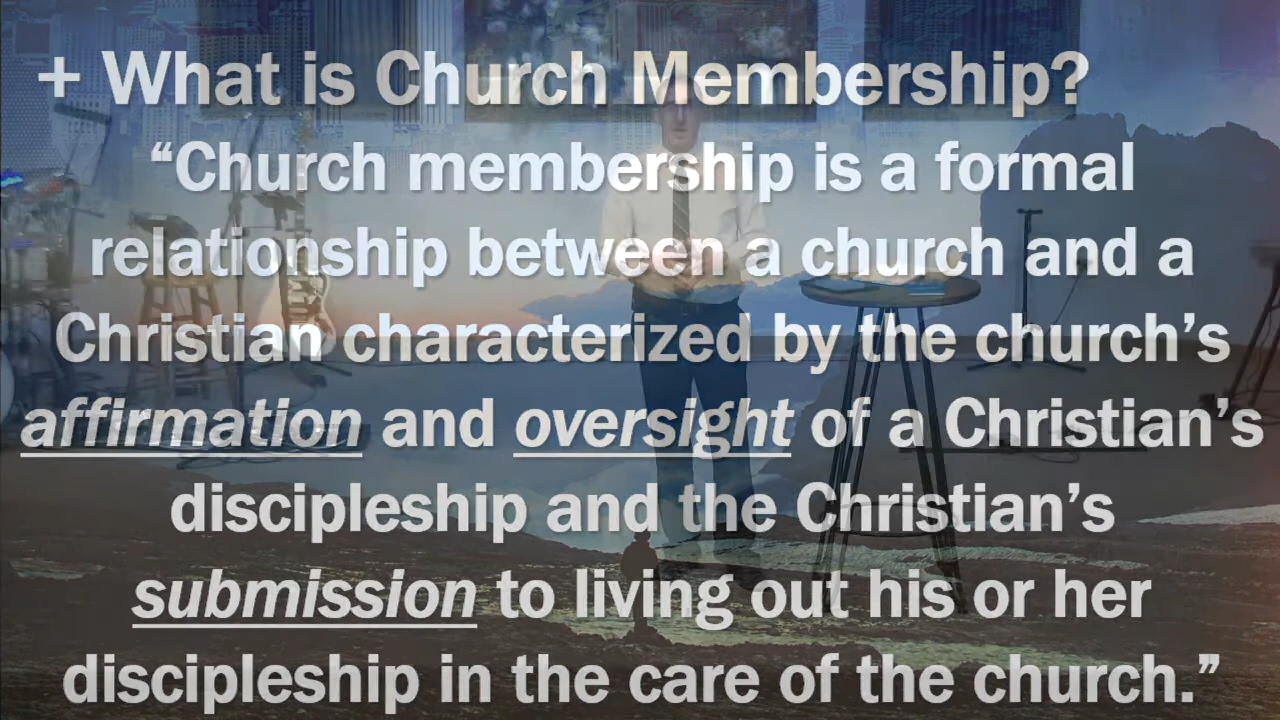 + What is Church Membership?
“Church membership is a formal
relationship between a church and a
Christian characterized by the church’s
affirmation and oversight of a Christian’s
discipleship and the Christian’s
submission to living out his or her
discipleship in the care of the church.”